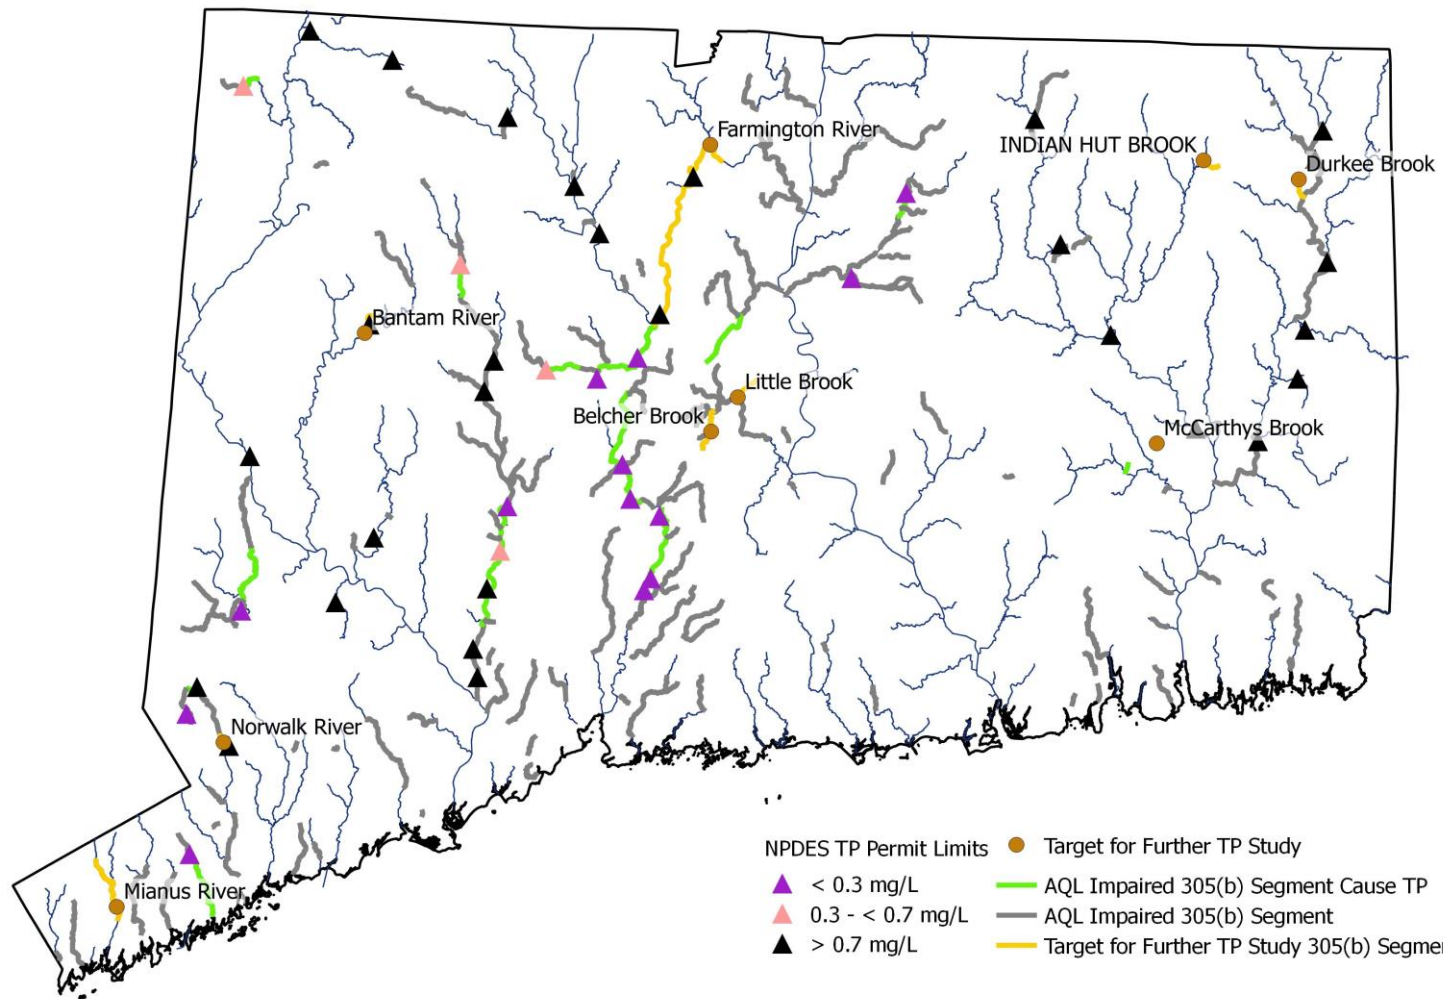 Farmington River
INDIAN HUT BROOK
Durkee Brook
Bantam River
Little Brook
Belcher Brook
McCarthys Brook
Norwalk River
Mianus River
NPDES TP Permit Limits
< 0.3 mg/L
0.3 - < 0.7 mg/L
> 0.7 mg/L
Target for Further TP Study
AQL Impaired 305(b) Segment Cause TP
AQL Impaired 305(b) Segment
Target for Further TP Study 305(b) Segmen